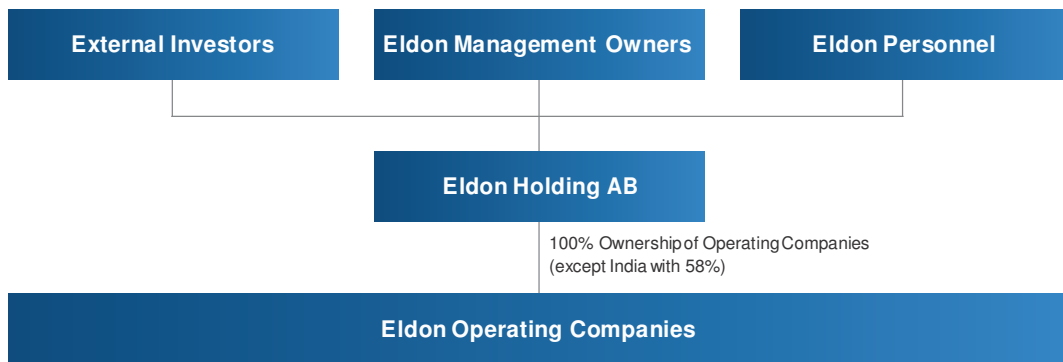 External Investors
Eldon Management Owners
Eldon Personnel
Eldon Holding AB
100% Ownership of Operating Companies
(except India with 58%)
Eldon Operating Companies